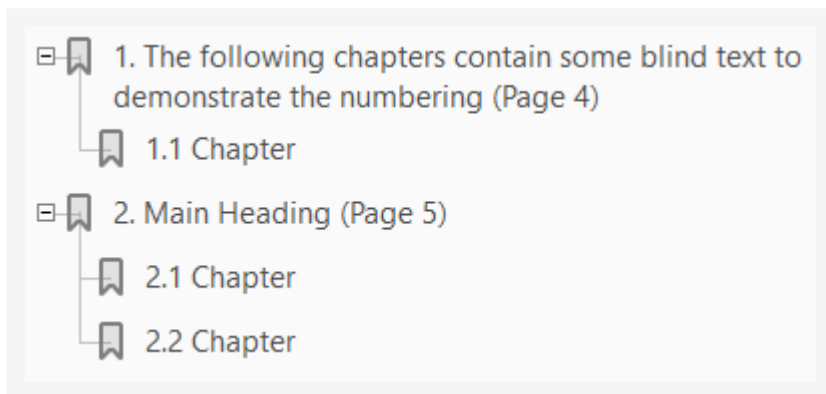 1. The following chapters contain some blind text to
demonstrate the numbering (Page 4)
1.1 Chapter
2. Main Heading (Page 5)
2.1 Chapter
2.2 Chapter